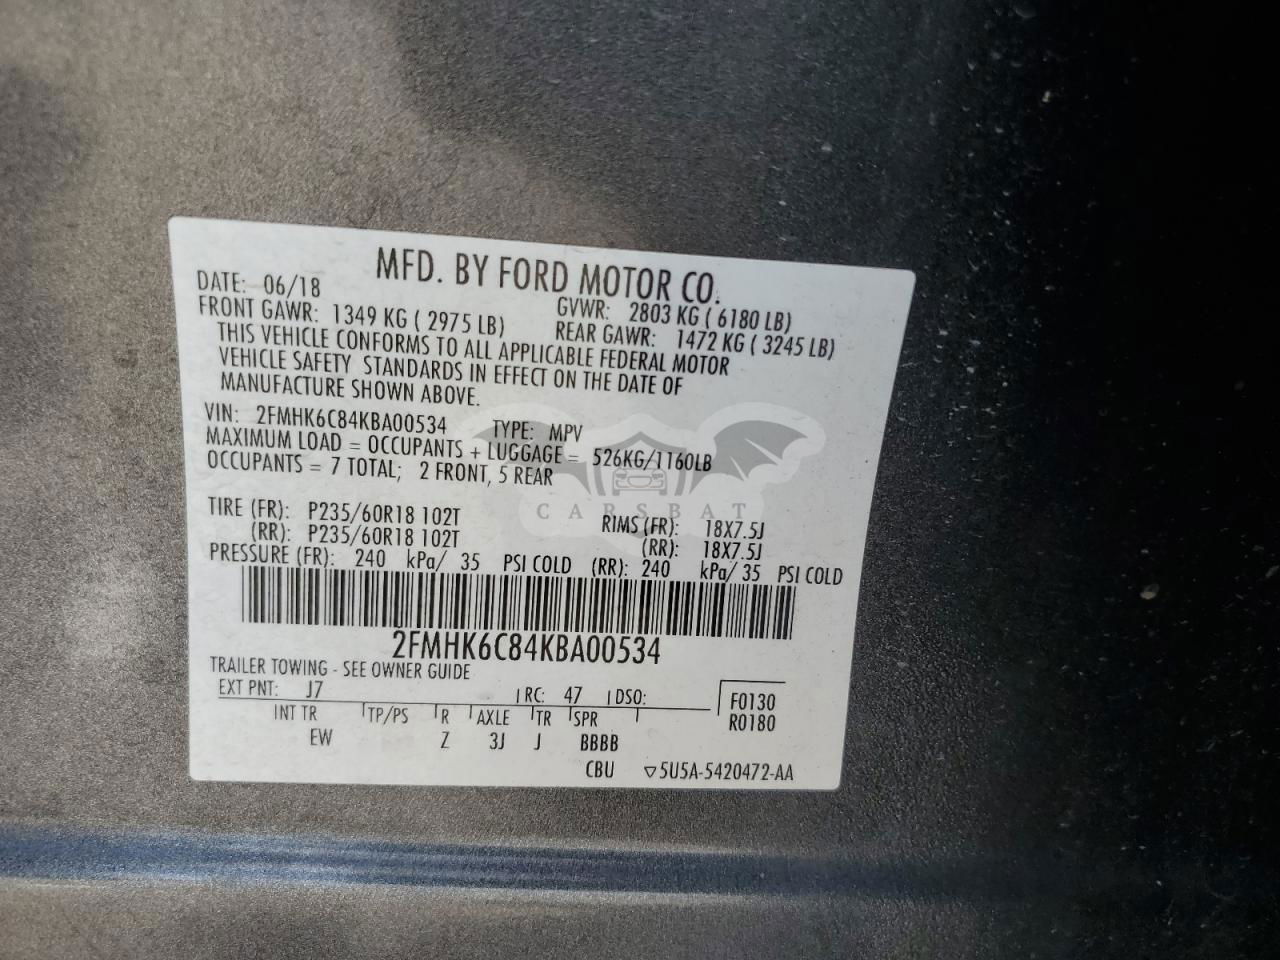 MFD. BY FORD MOTOR CO.
DATE: 06/18 GVWR: 2803 KG ( 6180 LB)
FRONT GAWR: 1349 KG ( 2975 LB) REAR GAWR: 1472 KG ( 3245 LB)
THIS VEHICLE CONFORMS TO ALL APPLICABLE FEDERAL MOTOR
VEHICLE SAFETY STANDARDS IN EFFECT ON THE DATE OF
MANUFACTURE SHOWN ABOVE.
VIN: 2FMHK6C84KBA00534 TYPE: MPV
MAXIMUM LOAD = OCCUPANTS + LUGGAGE = 526KG/1160LB
OCCUPANTS = 7 TOTAL; 2 FRONT, 5 REAR
CARSBAT
TIRE (FR): P235/60R18 102T RIMS (FR): 18X7.5J
(RR): P235/60R18 102T (RR): 18X7.5J
PRESSURE (FR): 240 kPa/ 35 PSI COLD (RR): 240 kPa/ 35 PSI COLD
2FMHK6C84KBA00534
TRAILER TOWING - SEE OWNER GUIDE
EXT PNT: J7 RC: 47 DSO: F0130
INT TR TP/PS R AXLE TR SPR R0180
EW Z 3J J BBBB
CBU ▽5U5A-5420472-AA